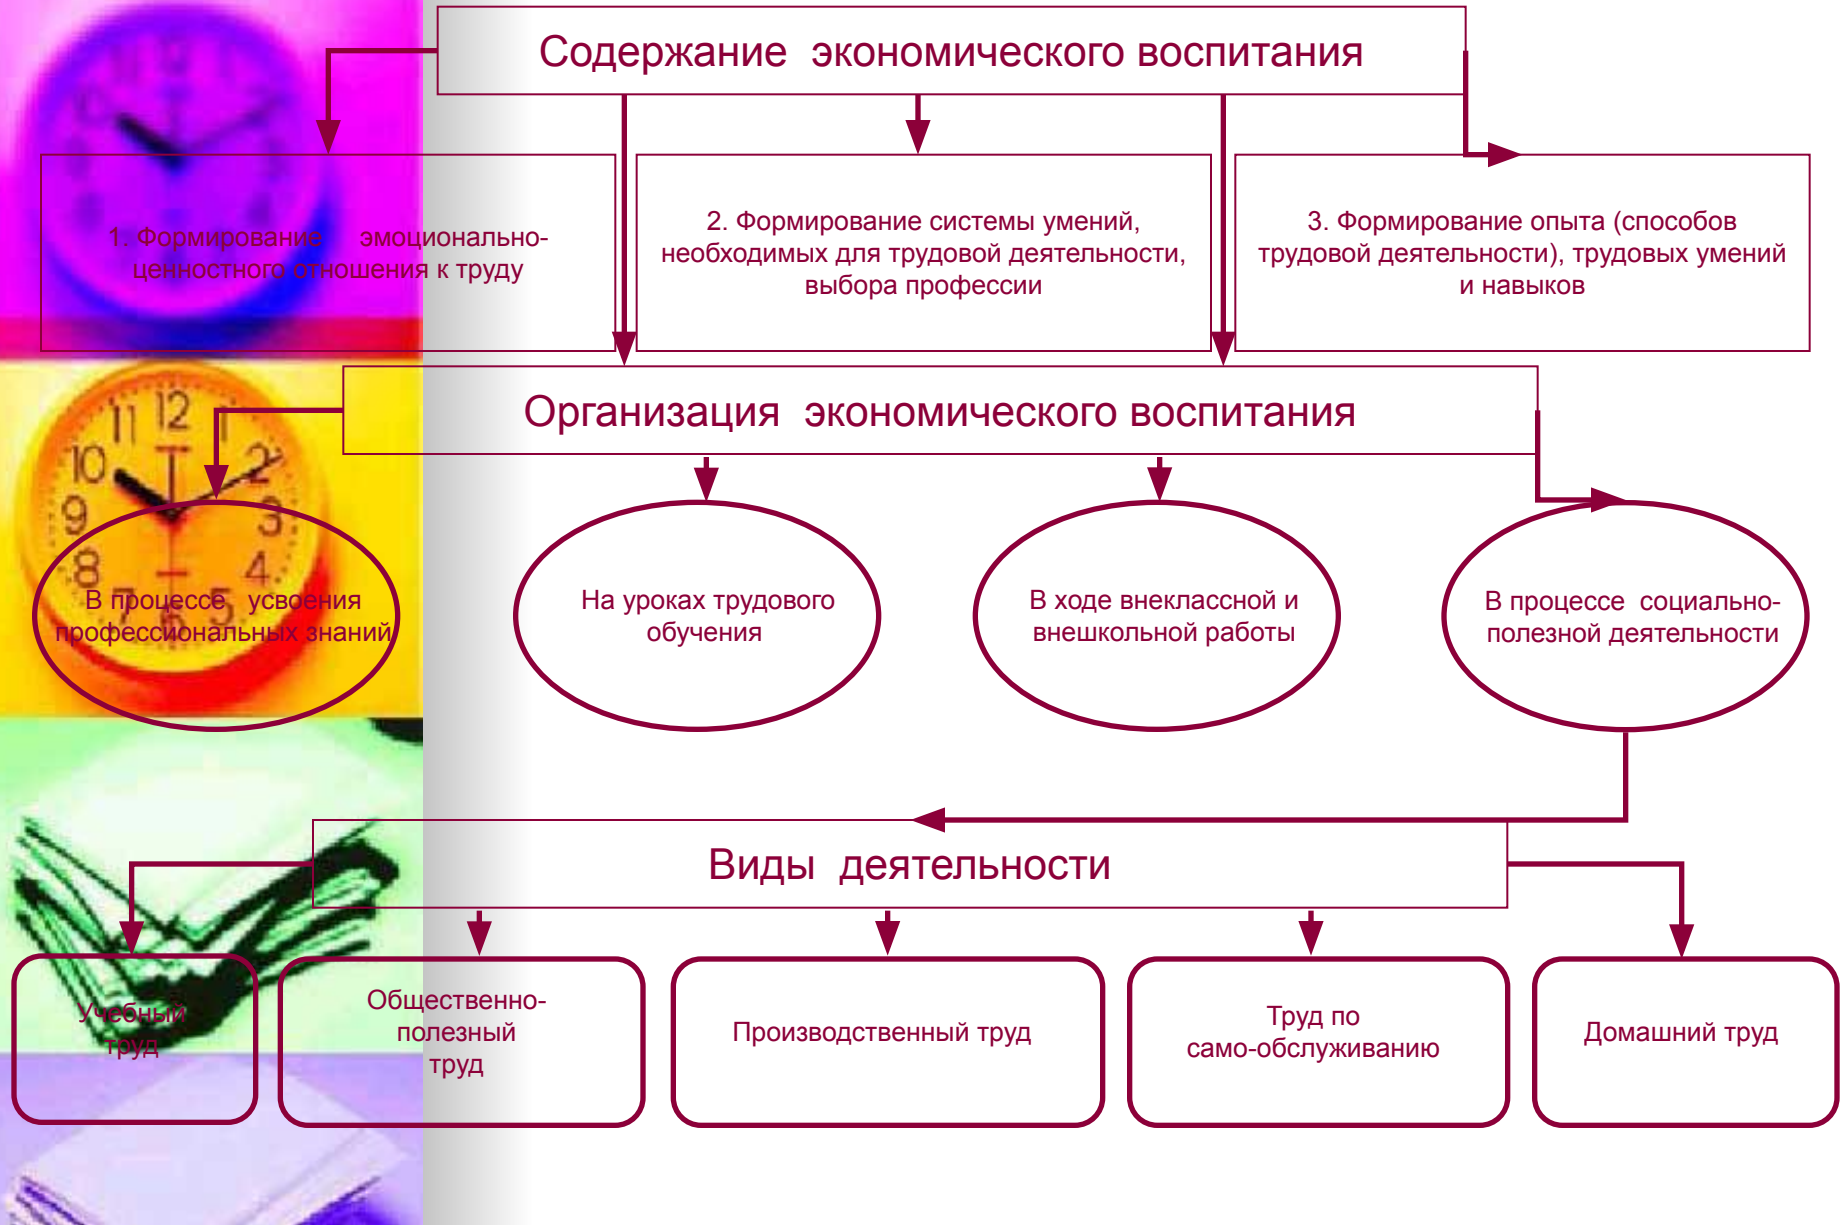 Содержание экономического воспитания
1. Формирование эмоционально-
ценностного отношения к труду
2. Формирование системы умений,
необходимых для трудовой деятельности,
выбора профессии
3. Формирование опыта (способов
трудовой деятельности), трудовых умений
и навыков
Организация экономического воспитания
В процессе усвоения
профессиональных знаний
На уроках трудового
обучения
В ходе внеклассной и
внешкольной работы
В процессе социально-
полезной деятельности
Виды деятельности
Учебный
труд
Общественно-
полезный
труд
Производственный труд
Труд по
само-обслуживанию
Домашний труд